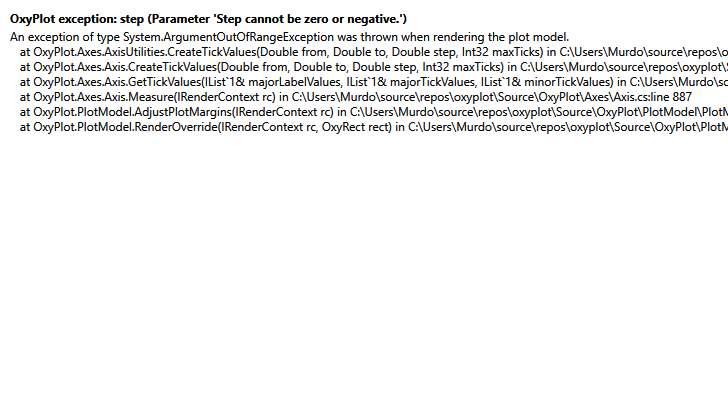 OxyPlot exception: step (Parameter 'Step cannot be zero or negative.')
An exception of type System.ArgumentOutOfRangeException was thrown when rendering the plot model.
at OxyPlot.Axes.AxisUtilities.CreateTickValues(Double from, Double to, Double step, Int32 maxTicks) in C:\Users\Murdo\source\repos\o
at OxyPlot.Axes.Axis.CreateTickValues(Double from, Double to, Double step, Int32 maxTicks) in C:\Users\Murdo\source\repos\oxyplot\
at OxyPlot.Axes.Axis.GetTickValues(IList`1& majorLabelValues, IList`1& majorTickValues, IList`1& minorTickValues) in C:\Users\Murdo\so
at OxyPlot.Axes.Axis.Measure(IRenderContext rc) in C:\Users\Murdo\source\repos\oxyplot\Source\OxyPlot\Axes\Axis.cs:line 887
at OxyPlot.PlotModel.AdjustPlotMargins(IRenderContext rc) in C:\Users\Murdo\source\repos\oxyplot\Source\OxyPlot\PlotModel\PlotM
at OxyPlot.PlotModel.RenderOverride(IRenderContext rc, OxyRect rect) in C:\Users\Murdo\source\repos\oxyplot\Source\OxyPlot\PlotM